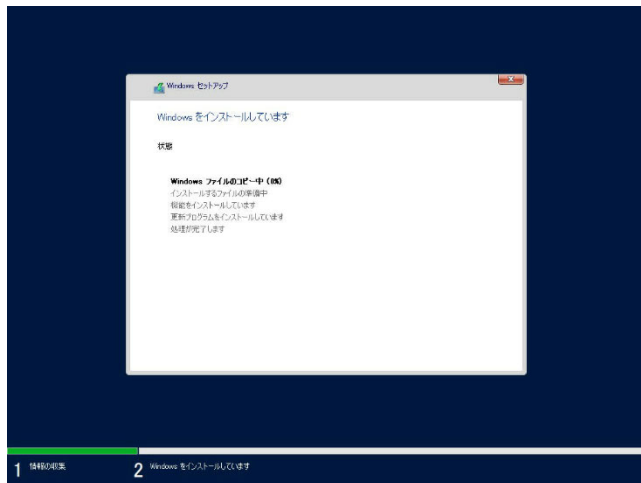 Windows セットアップ
Windows をインストールしています
状態
Windows ファイルのコピー中 (0%)
インストールするファイルの準備中
機能をインストールしています
更新プログラムをインストールしています
処理が完了します
1 情報の収集
2 Windows をインストールしています